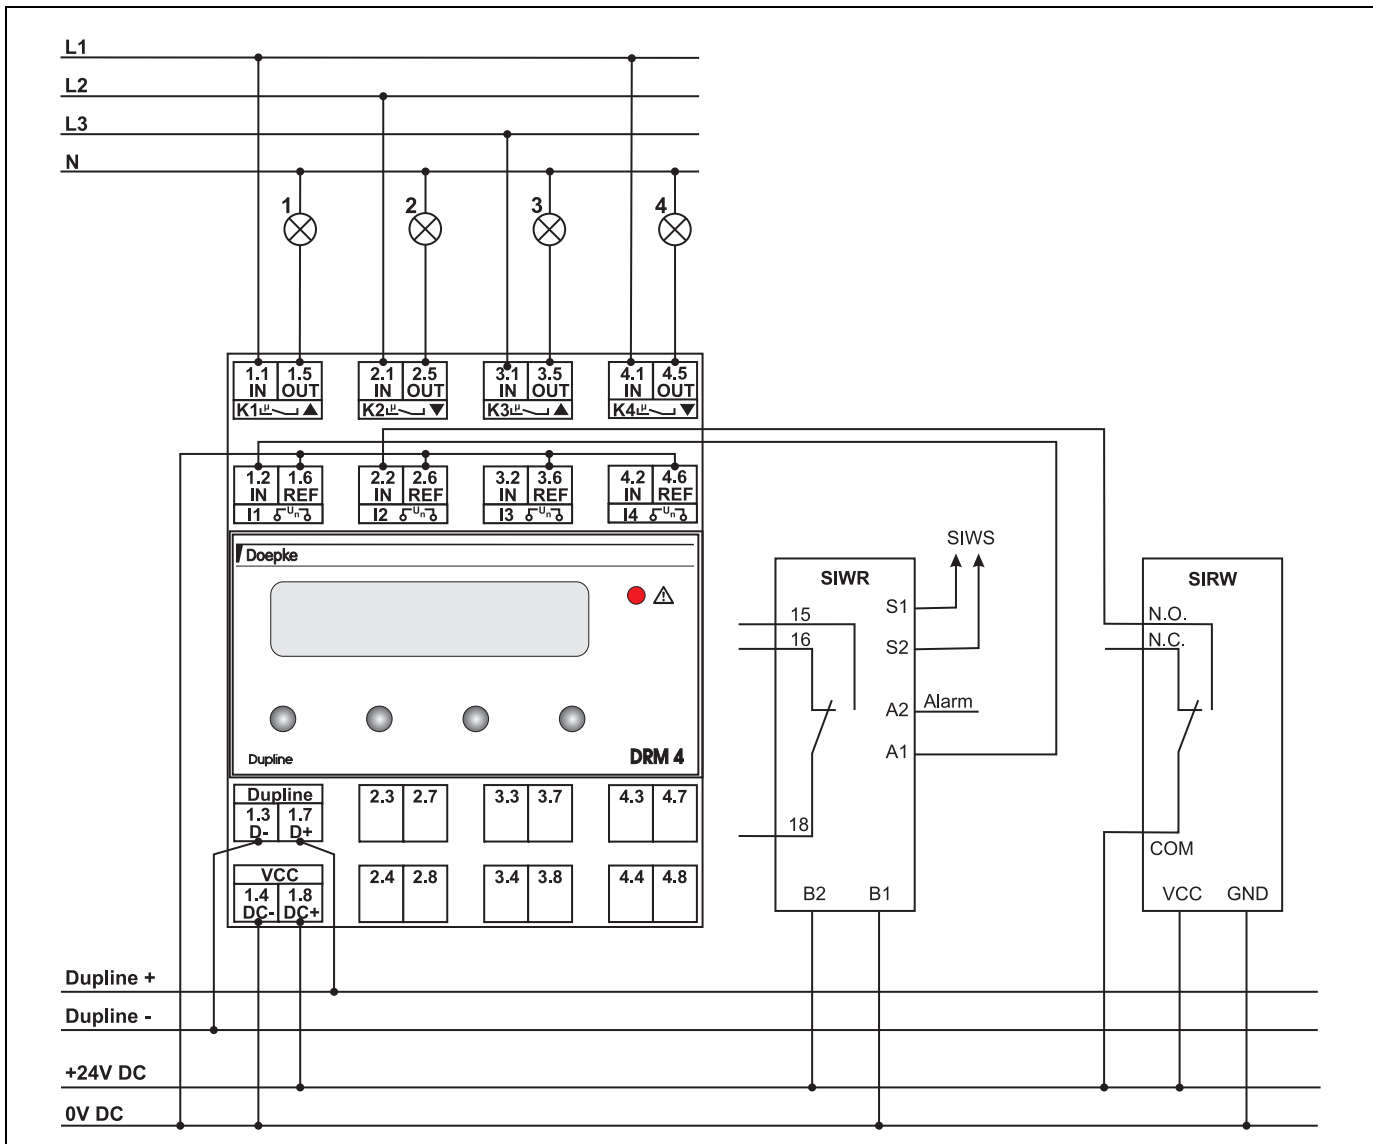 L1
L2
L3
N
1 2 3 4
1.1 1.5 2.1 2.5 3.1 3.5 4.1 4.5
IN OUT IN OUT IN OUT IN OUT
K1 µ K2 µ K3 µ K4 µ
1.2 1.6 2.2 2.6 3.2 3.6 4.2 4.6
IN REF IN REF IN REF IN REF
I1 Un I2 Un I3 Un I4 Un
Doepke
Dupline
DRM 4
Dupline
1.3 1.7
D- D+
2.3 2.7 3.3 3.7 4.3 4.7
VCC
1.4 1.8
DC- DC+
2.4 2.8 3.4 3.8 4.4 4.8
SIWS
SIWR
15
16
18
S1
S2
A2 Alarm
A1
B2 B1
SIRW
N.O.
N.C.
COM
VCC GND
Dupline +
Dupline -
+24V DC
0V DC